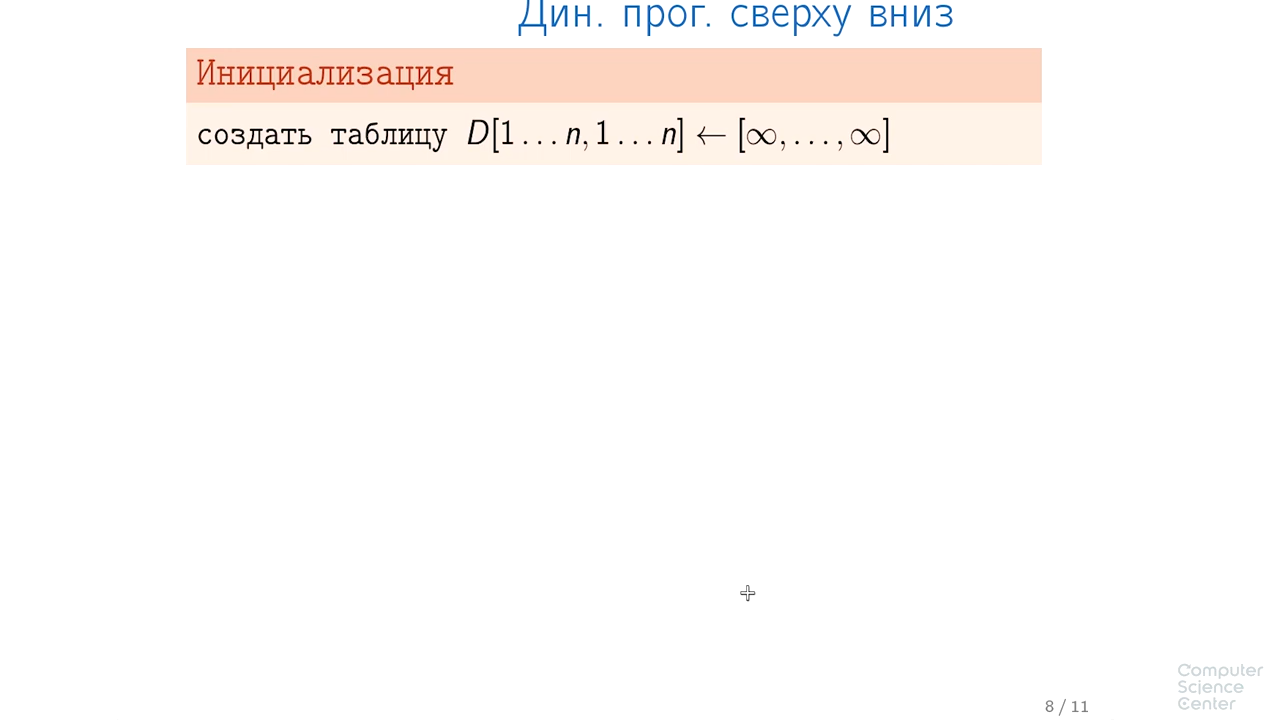 Дин. прог. сверху вниз
Инициализация
создать таблицу D[1 … n, 1 … n] ← [∞, … , ∞]
8 / 11
Computer
Science
Center